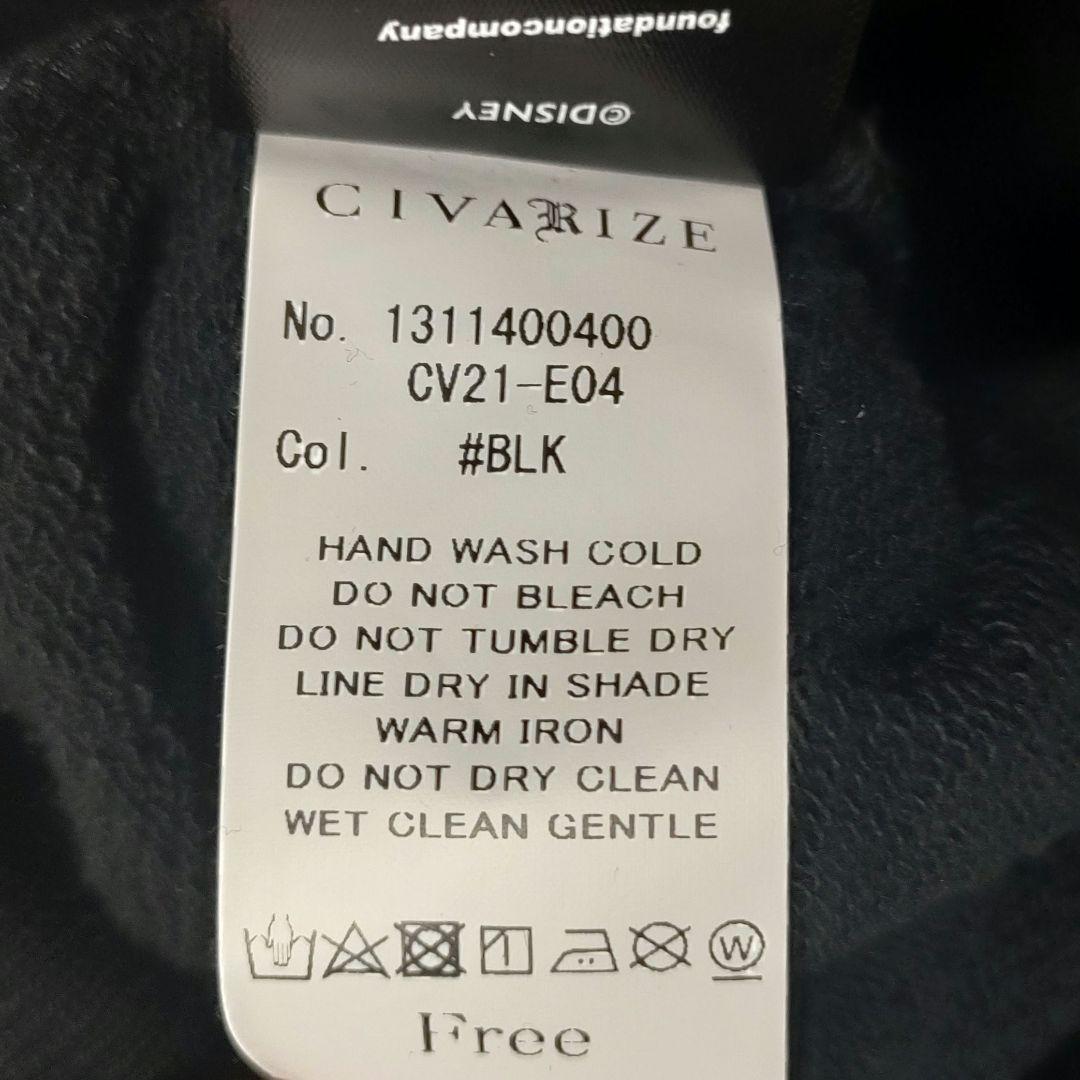 foundationcompany
©DISNEY
CIVARIZE
No. 1311400400
CV21-E04
Col. #BLK
HAND WASH COLD
DO NOT BLEACH
DO NOT TUMBLE DRY
LINE DRY IN SHADE
WARM IRON
DO NOT DRY CLEAN
WET CLEAN GENTLE
W
Free